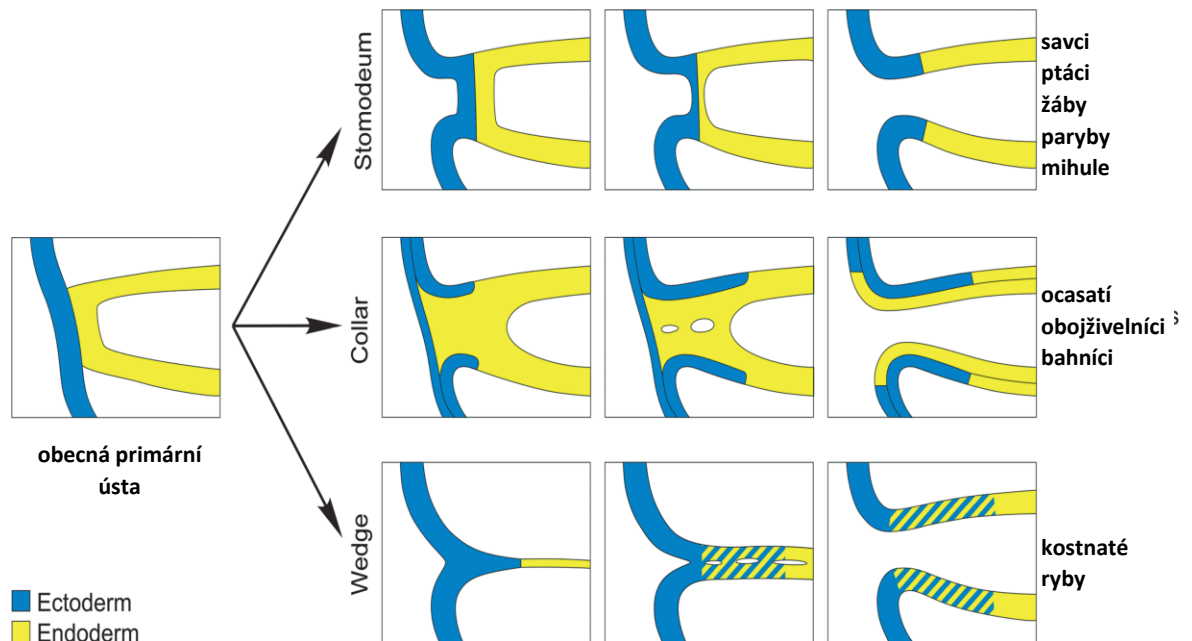 Stomodeum
savci
ptáci
žáby
paryby
mihule
obecná primární
ústa
Collar
ocasatí
obojživelníci s
bahníci
Wedge
kostnaté
ryby
Ectoderm
Endoderm